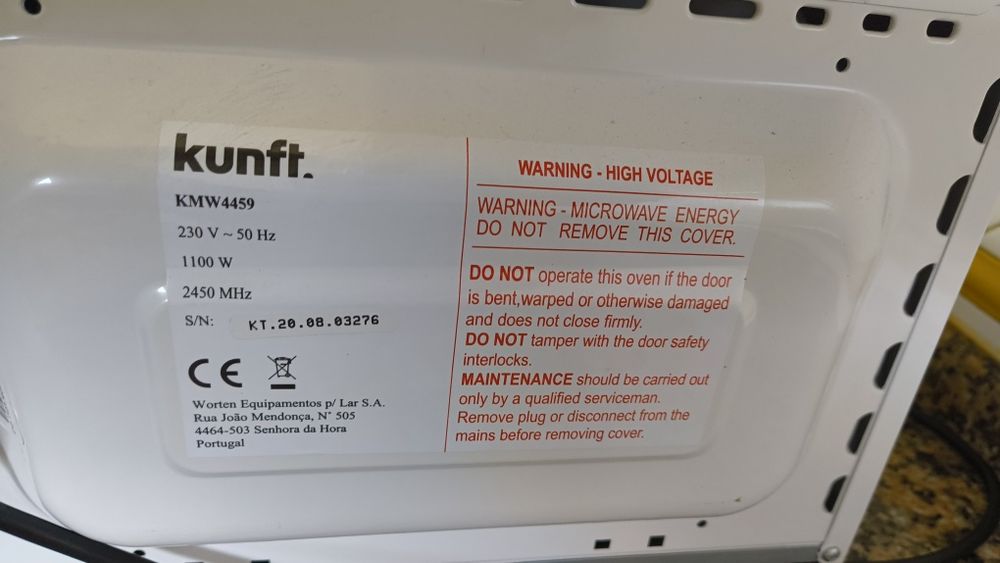 kunft.
KMW4459
230 V ~ 50 Hz
1100 W
2450 MHz
S/N: KT.20.08.03276
CE
Worten Equipamentos p/ Lar S.A.
Rua João Mendonça, N° 505
4464-503 Senhora da Hora
Portugal
WARNING - HIGH VOLTAGE
WARNING - MICROWAVE ENERGY
DO NOT REMOVE THIS COVER.
DO NOT operate this oven if the door
is bent,warped or otherwise damaged
and does not close firmly.
DO NOT tamper with the door safety
interlocks.
MAINTENANCE should be carried out
only by a qualified serviceman.
Remove plug or disconnect from the
mains before removing cover.